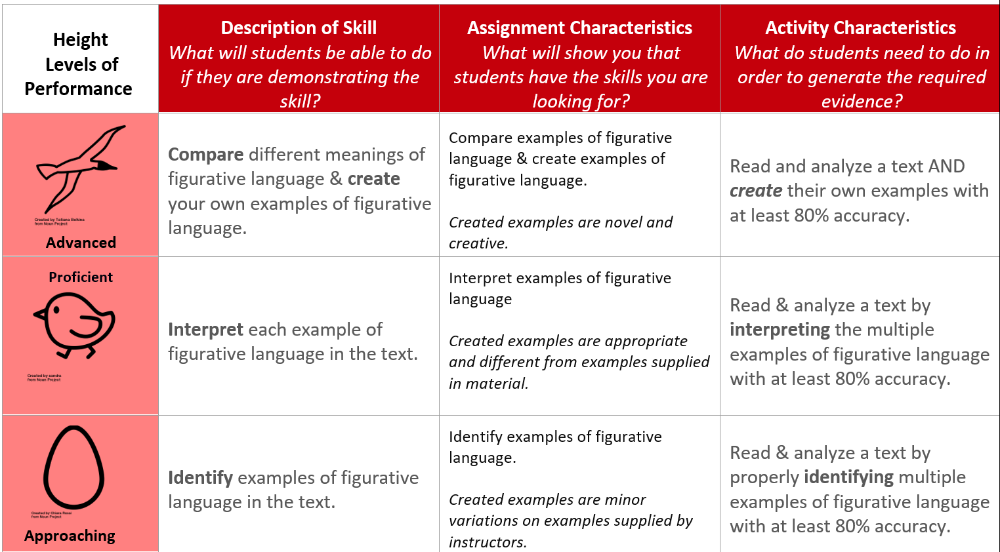 Height
Levels of
Performance
Description of Skill
What will students be able to do
if they are demonstrating the
skill?
Assignment Characteristics
What will show you that
students have the skills you are
looking for?
Activity Characteristics
What do students need to do in
order to generate the required
evidence?
Created by Tatiana Belkina
from Noun Project
Advanced
Compare different meanings of
figurative language & create
your own examples of figurative
language.
Compare examples of figurative
language & create examples of
figurative language.
Created examples are novel and
creative.
Read and analyze a text AND
create their own examples with
at least 80% accuracy.
Proficient
Created by sandra
from Noun Project
Interpret each example of
figurative language in the text.
Interpret examples of figurative
language
Created examples are appropriate
and different from examples supplied
in material.
Read & analyze a text by
interpreting the multiple
examples of figurative language
with at least 80% accuracy.
Created by Chiara Rossi
from Noun Project
Approaching
Identify examples of figurative
language in the text.
Identify examples of figurative
language.
Created examples are minor
variations on examples supplied by
instructors.
Read & analyze a text by
properly identifying multiple
examples of figurative language
with at least 80% accuracy.